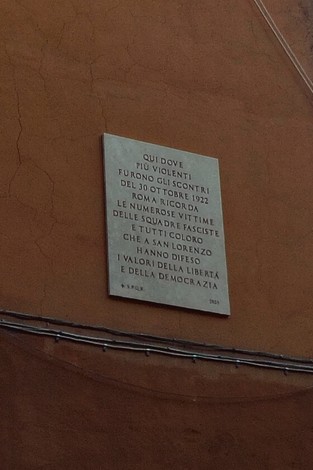 QUI DOVE
PIÙ VIOLENTI
FURONO GLI SCONTRI
DEL 30 OTTOBRE 1922
ROMA RICORDA
LE NUMEROSE VITTIME
DELLE SQUADRE FASCISTE
E TUTTI COLORO
CHE A SAN LORENZO
HANNO DIFESO
I VALORI DELLA LIBERTÀ
E DELLA DEMOCRAZIA
S.P.Q.R.